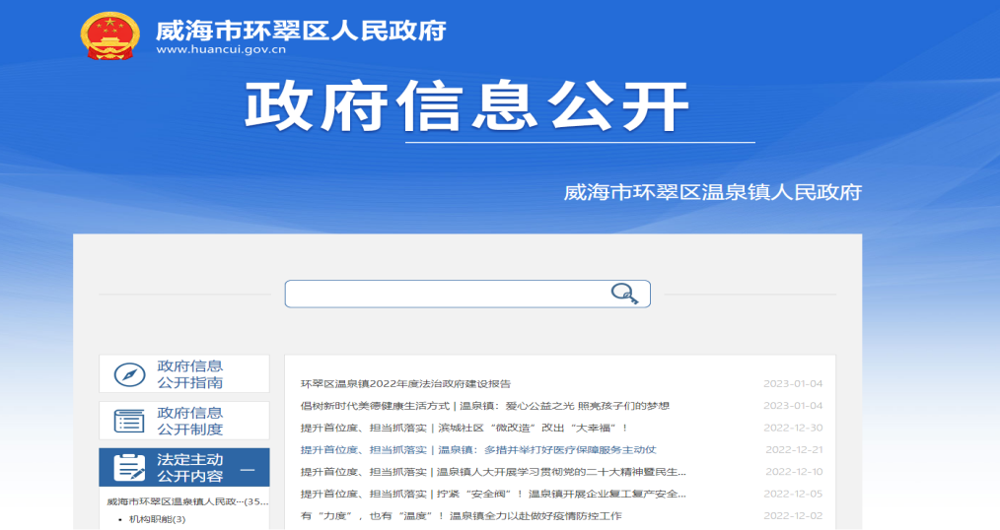 威海市环翠区人民政府
www.huancui.gov.cn
政府信息公开
威海市环翠区温泉镇人民政府
政府信息
公开指南
政府信息
公开制度
法定主动
公开内容
威海市环翠区温泉镇人民政···(35...
• 机构职能(3)
环翠区温泉镇2022年度法治政府建设报告 2023-01-04
倡树新时代美德健康生活方式 | 温泉镇：爱心公益之光 照亮孩子们的梦想 2023-01-04
提升首位度、担当抓落实 | 滨城社区“微改造”改出“大幸福”！ 2022-12-30
提升首位度、担当抓落实 | 温泉镇：多措并举打好医疗保障服务主动仗 2022-12-21
提升首位度、担当抓落实 | 温泉镇人大开展学习贯彻党的二十大精神暨民生... 2022-12-10
提升首位度、担当抓落实 | 拧紧“安全阀”！温泉镇开展企业复工复产安全... 2022-12-05
有“力度”，也有“温度”！温泉镇全力以赴做好疫情防控工作 2022-12-02